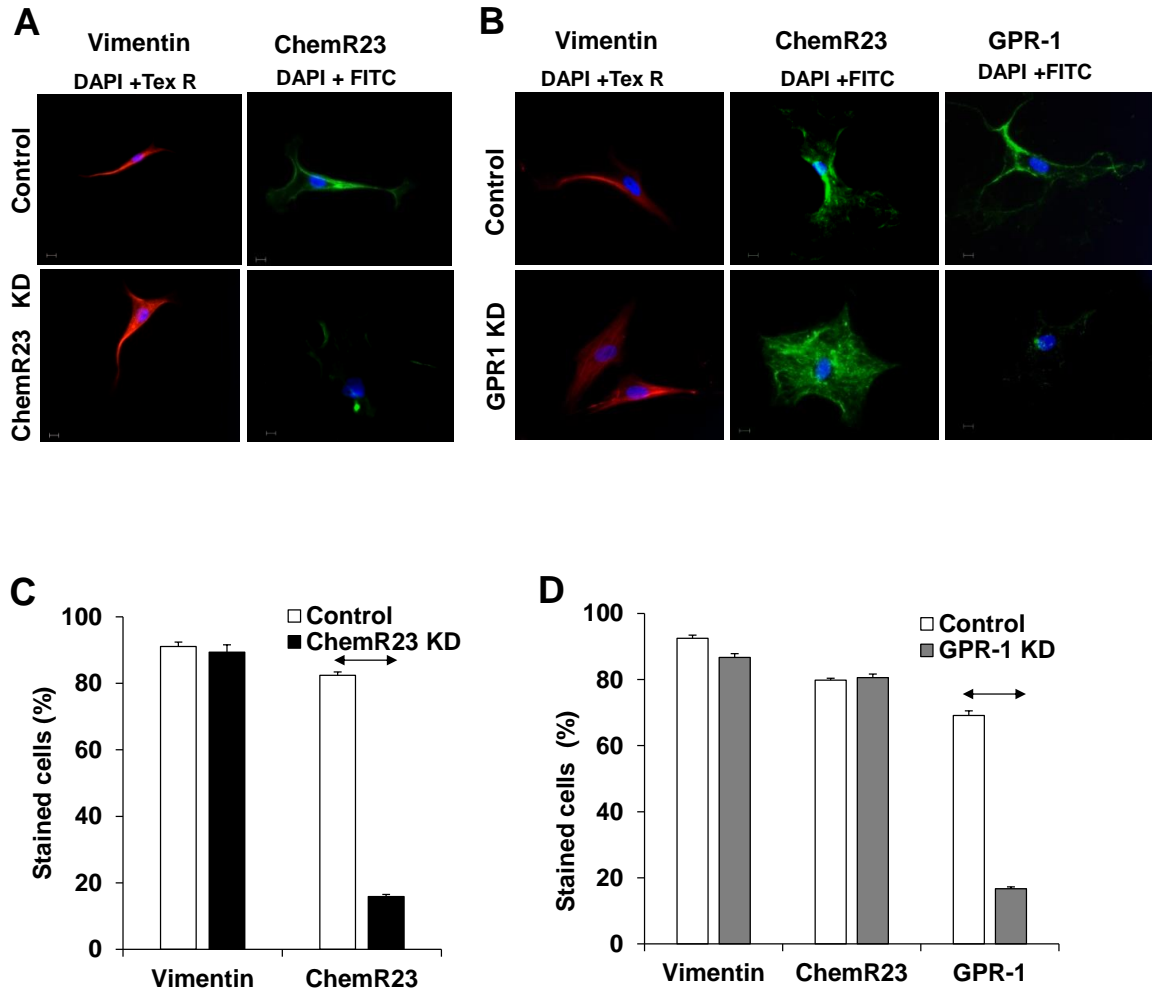 A
Vimentin
ChemR23
DAPI +Tex R
DAPI + FITC
Control
ChemR23 KD
B
Vimentin
ChemR23
GPR-1
DAPI +Tex R
DAPI +FITC
DAPI +FITC
Control
GPR1 KD
C
Control
ChemR23 KD
Stained cells (%)
100
80
60
40
20
0
Vimentin
ChemR23
D
Control
GPR-1 KD
Stained cells (%)
100
80
60
40
20
0
Vimentin
ChemR23
GPR-1